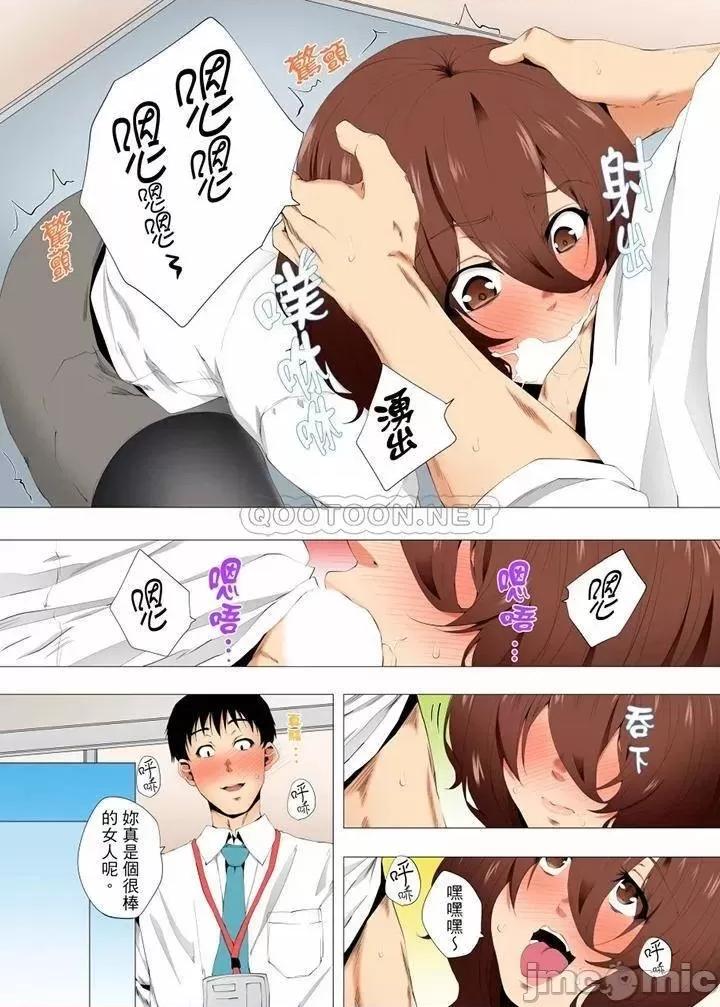 驚顫
嗯嗯
嗯嗯嗯~
驚顫
射出
噗咻咻
湧出
QOOTOON.NET
嗯
嗯唔…
嗯唔…
嗯
呼哧
呼哧
妳真是個很棒
的女人呢。
吞下
呼哧
嘿嘿嘿~
呼哧
jmcomic